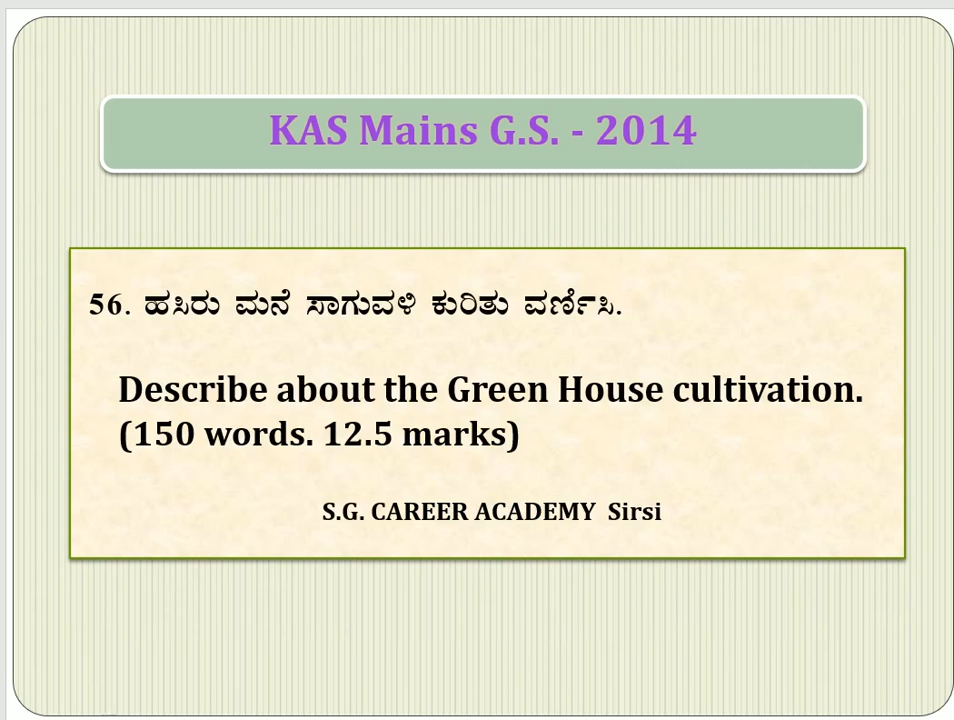 KAS Mains G.S. - 2014
56. ಹಸಿರು ಮನೆ ಸಾಗುವಳಿ ಕುರಿತು ವರ್ಣಿಸಿ.
Describe about the Green House cultivation.
(150 words. 12.5 marks)
S.G. CAREER ACADEMY Sirsi